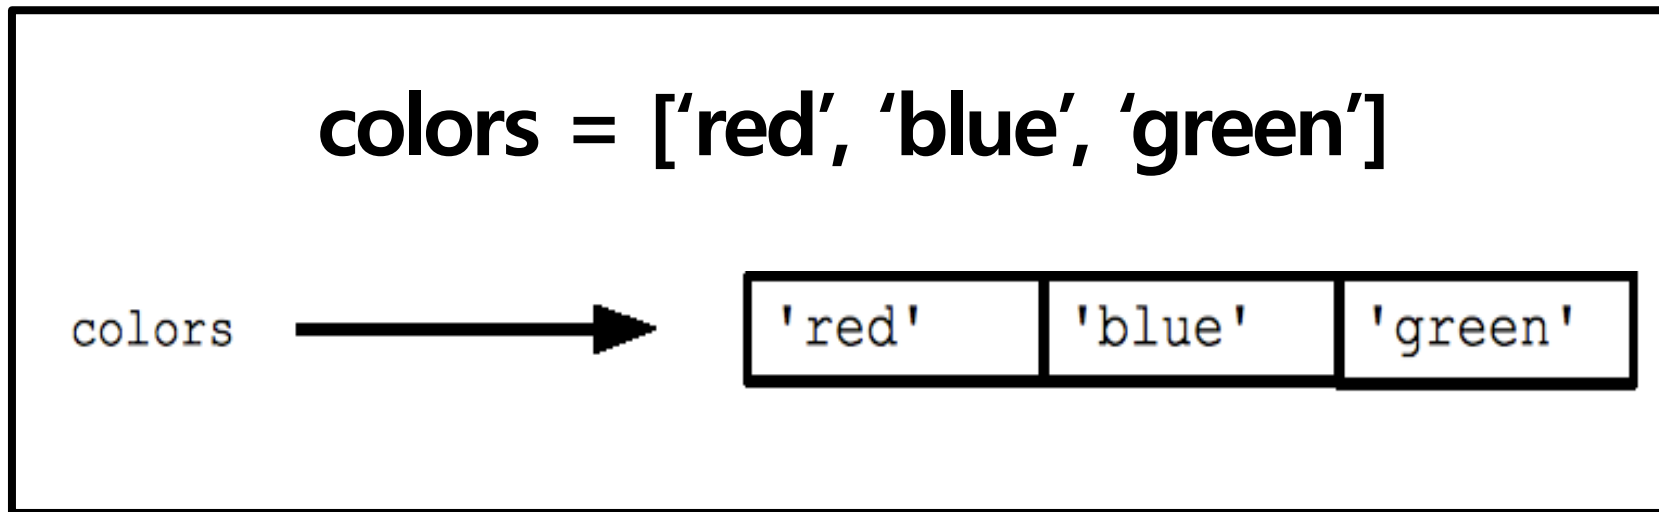 colors = [‘red’, ‘blue’, ‘green’]
colors 'red' 'blue' 'green'